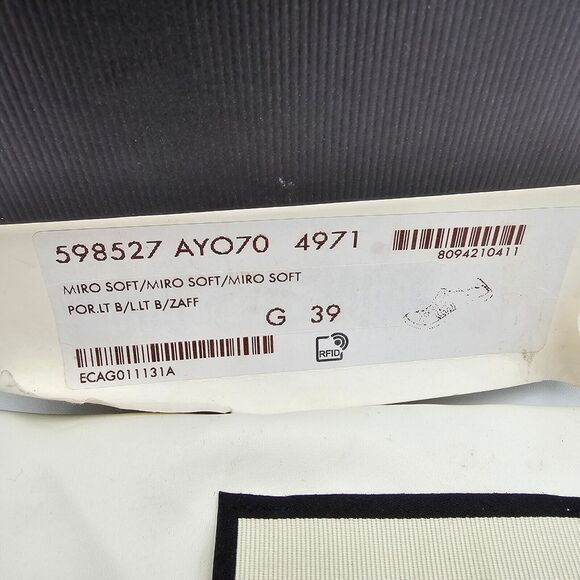 598527 AYO70 4971
8094210411
MIRO SOFT/MIRO SOFT/MIRO SOFT
POR.LT B/L.LT B/ZAFF
G 39
RFID
ECAG011131A